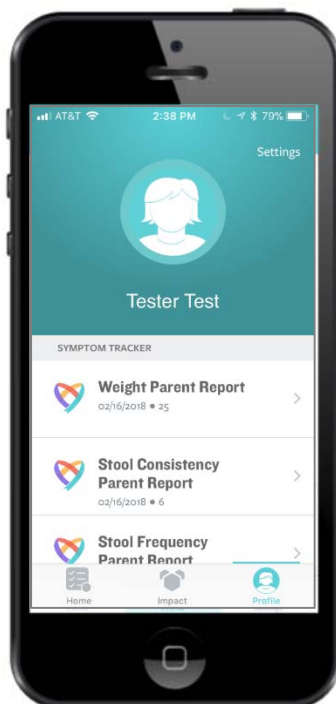 AT&T 2:38 PM 79%
Settings
Tester Test
SYMPTOM TRACKER
Weight Parent Report
02/16/2018 • 25
Stool Consistency
Parent Report
02/16/2018 • 6
Stool Frequency
Parent Report
Home Impact Profile